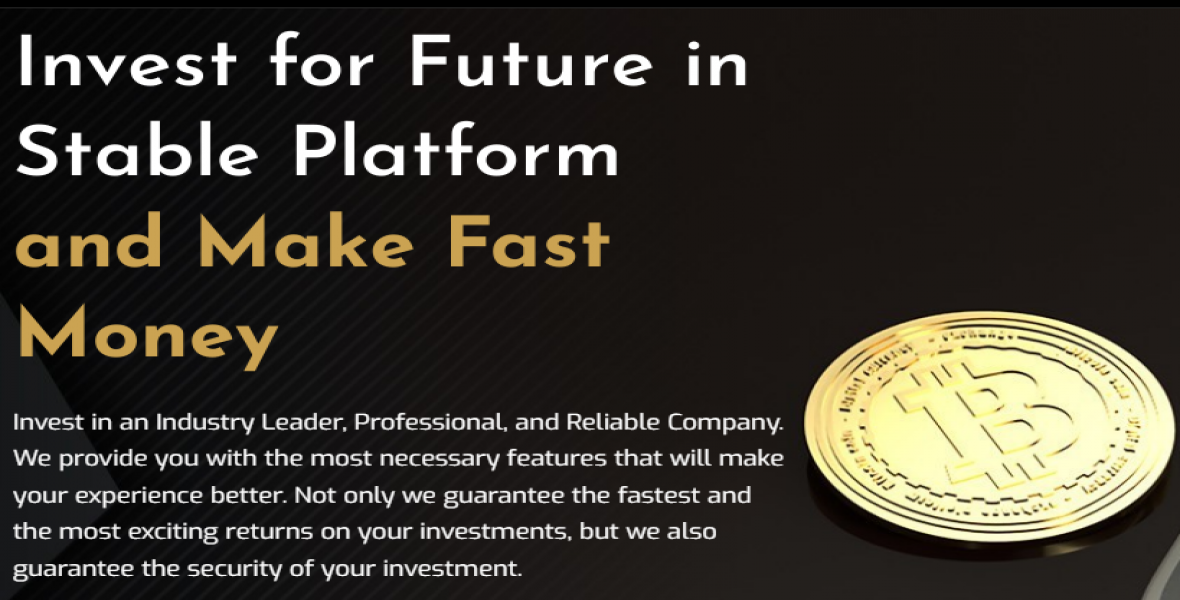 Invest for Future in
Stable Platform
and Make Fast
Money
Invest in an Industry Leader, Professional, and Reliable Company.
We provide you with the most necessary features that will make
your experience better. Not only we guarantee the fastest and
the most exciting returns on your investments, but we also
guarantee the security of your investment.